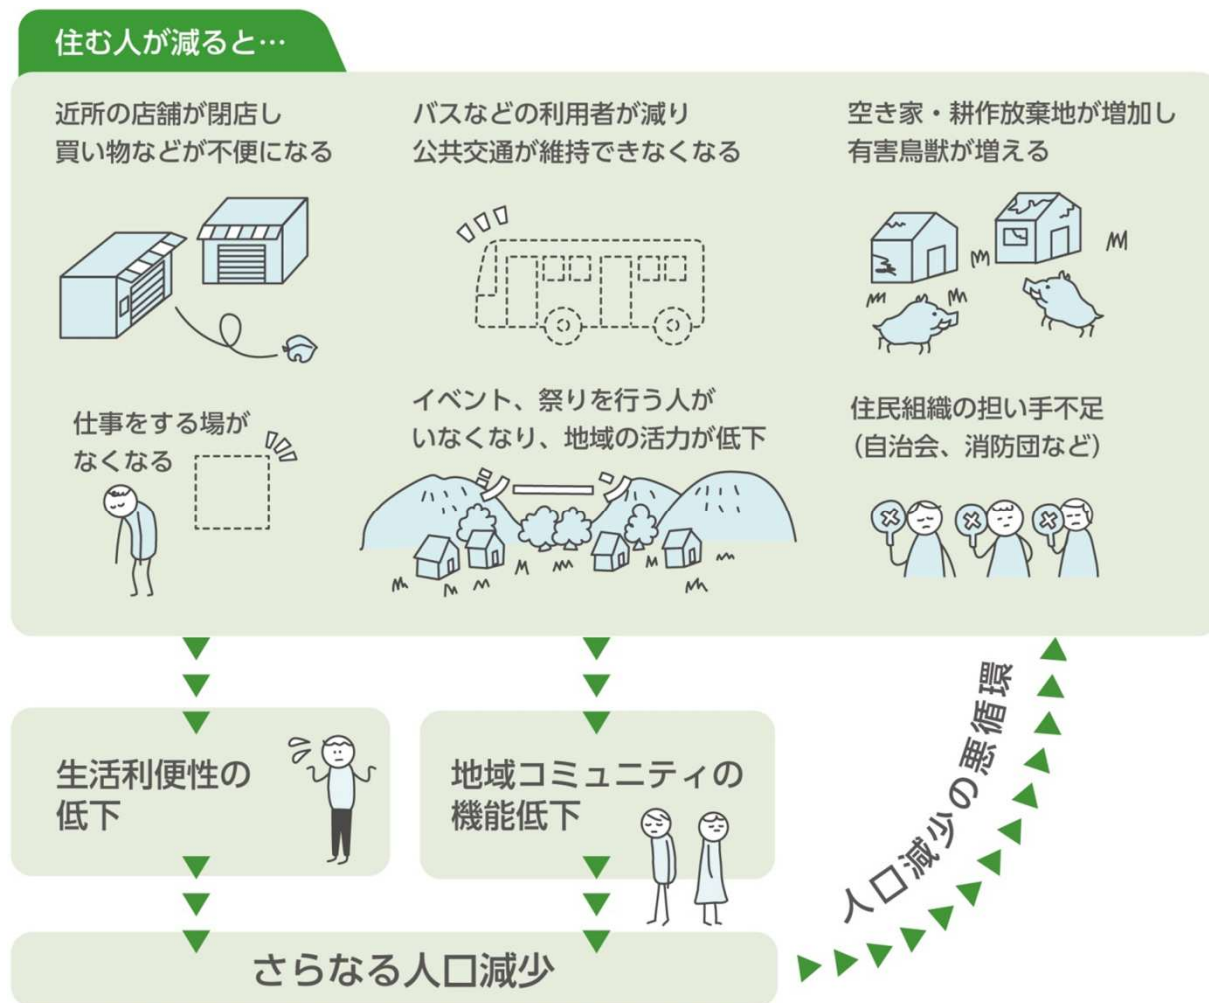 住む人が減ると…
近所の店舗が閉店し
買い物などが不便になる
バスなどの利用者が減り
公共交通が維持できなくなる
空き家・耕作放棄地が増加し
有害鳥獣が増える
仕事をする場が
なくなる
イベント、祭りを行う人が
いなくなり、地域の活力が低下
住民組織の担い手不足
(自治会、消防団など)
生活利便性の
低下
地域コミュニティの
機能低下
さらなる人口減少
人口減少の悪循環